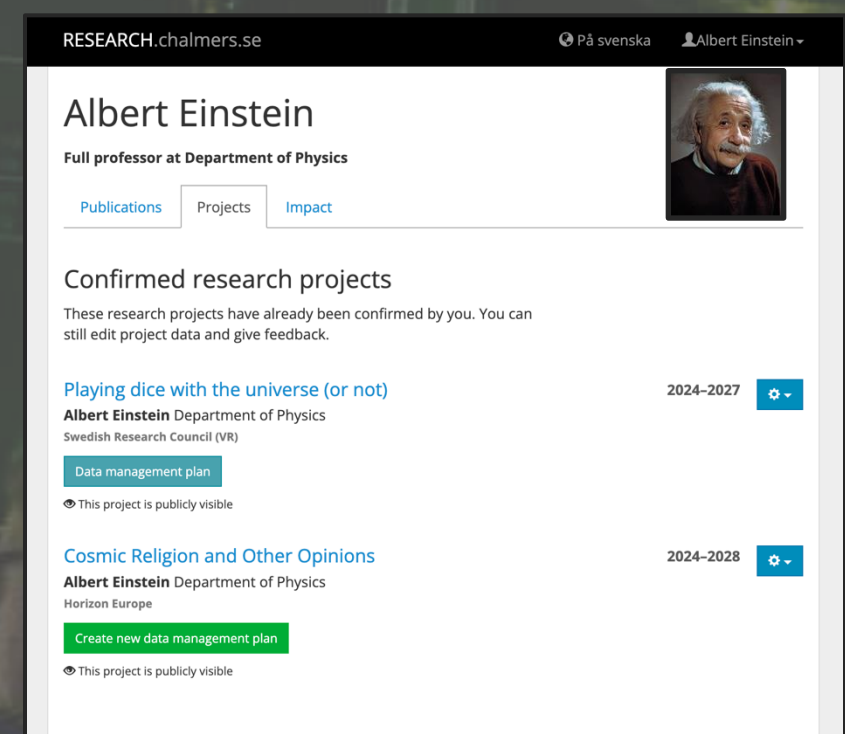 RESEARCH.chalmers.se På svenska Albert Einstein
Albert Einstein
Full professor at Department of Physics
Publications Projects Impact
Confirmed research projects
These research projects have already been confirmed by you. You can
still edit project data and give feedback.
Playing dice with the universe (or not) 2024–2027
Albert Einstein Department of Physics
Swedish Research Council (VR)
Data management plan
This project is publicly visible
Cosmic Religion and Other Opinions 2024–2028
Albert Einstein Department of Physics
Horizon Europe
Create new data management plan
This project is publicly visible